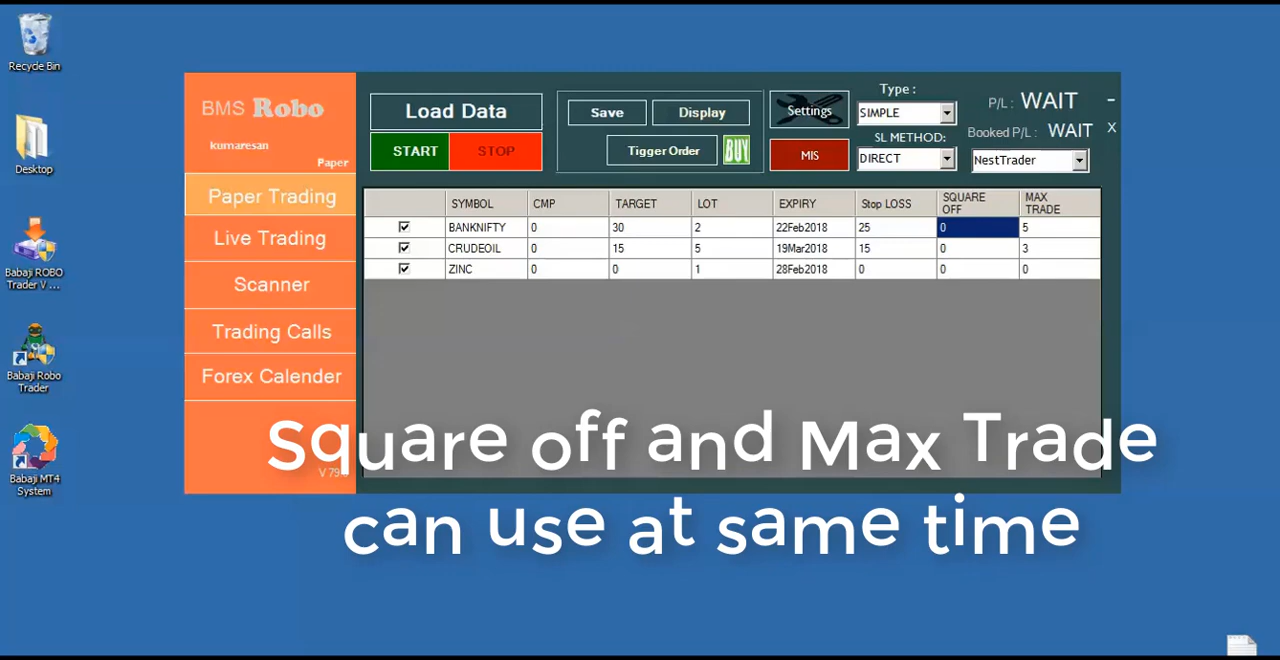 Recycle Bin
Desktop
Babaji ROBO
Trader V ...
Babaji Robo
Trader
Babaji MT4
System
BMS Robo
kumaresan
Paper
Paper Trading
Live Trading
Scanner
Trading Calls
Forex Calender
Load Data
START STOP
Save Display
Tigger Order BUY
Settings
MIS
Type :
SIMPLE
SL METHOD:
DIRECT
P/L : WAIT -
Booked P/L : WAIT X
NestTrader
SYMBOL CMP TARGET LOT EXPIRY Stop LOSS SQUARE OFF MAX TRADE
BANKNIFTY 0 30 2 22Feb2018 25 0 5
CRUDEOIL 0 15 5 19Mar2018 15 0 3
ZINC 0 0 1 28Feb2018 0 0 0
Square off and Max Trade
can use at same time